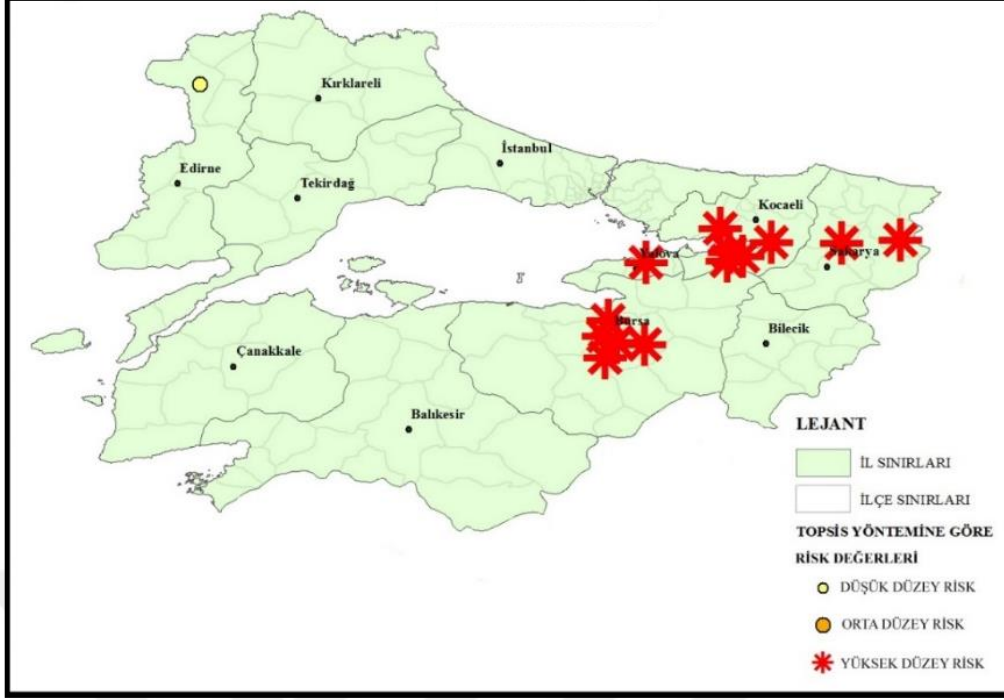 Kırklareli
İstanbul
Edirne
Tekirdağ
Kocaeli
Yalova
Sakarya
Bursa
Bilecik
Çanakkale
Balıkesir
LEJANT
İL SINIRLARI
İLÇE SINIRLARI
TOPSİS YÖNTEMİNE GÖRE
RİSK DEĞERLERİ
DÜŞÜK DÜZEY RİSK
ORTA DÜZEY RİSK
YÜKSEK DÜZEY RİSK